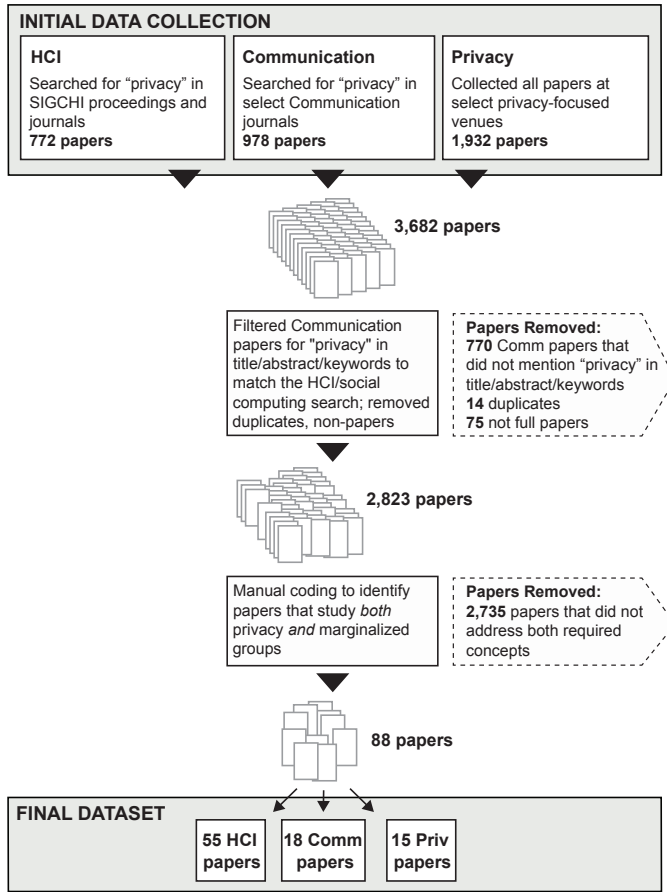 INITIAL DATA COLLECTION
HCI
Searched for “privacy” in
SIGCHI proceedings and
journals
772 papers
Communication
Searched for “privacy” in
select Communication
journals
978 papers
Privacy
Collected all papers at
select privacy-focused
venues
1,932 papers
3,682 papers
Filtered Communication
papers for "privacy" in
title/abstract/keywords to
match the HCI/social
computing search; removed
duplicates, non-papers
Papers Removed:
770 Comm papers that
did not mention “privacy” in
title/abstract/keywords
14 duplicates
75 not full papers
2,823 papers
Manual coding to identify
papers that study both
privacy and marginalized
groups
Papers Removed:
2,735 papers that did not
address both required
concepts
88 papers
FINAL DATASET
55 HCI
papers
18 Comm
papers
15 Priv
papers